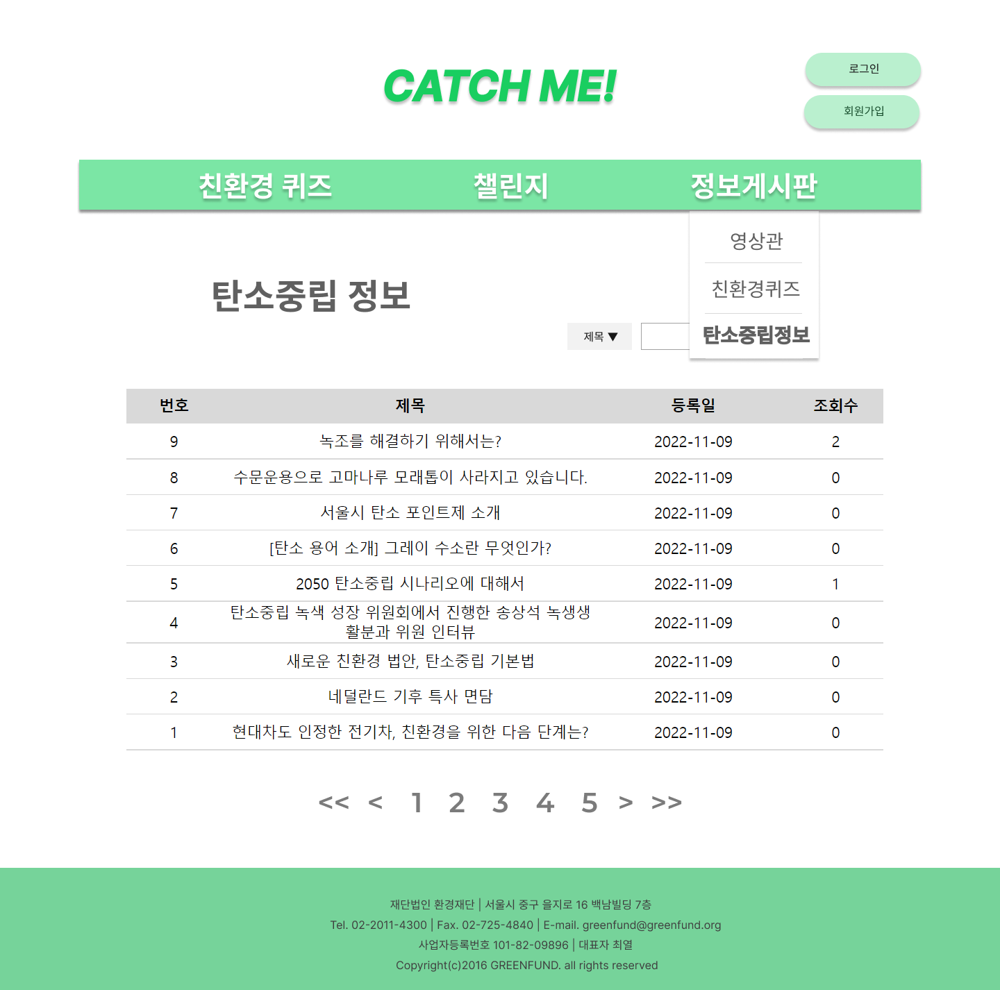 CATCH ME!
로그인
회원가입
친환경 퀴즈 챌린지 정보게시판
영상관
친환경퀴즈
탄소중립정보
탄소중립 정보
제목 ▼
번호 제목 등록일 조회수
9 녹조를 해결하기 위해서는? 2022-11-09 2
8 수문운용으로 고마나루 모래톱이 사라지고 있습니다. 2022-11-09 0
7 서울시 탄소 포인트제 소개 2022-11-09 0
6 [탄소 용어 소개] 그레이 수소란 무엇인가? 2022-11-09 0
5 2050 탄소중립 시나리오에 대해서 2022-11-09 1
4 탄소중립 녹색 성장 위원회에서 진행한 송상석 녹생생 2022-11-09 0
활분과 위원 인터뷰
3 새로운 친환경 법안, 탄소중립 기본법 2022-11-09 0
2 네덜란드 기후 특사 면담 2022-11-09 0
1 현대차도 인정한 전기차, 친환경을 위한 다음 단계는? 2022-11-09 0
<< < 1 2 3 4 5 > >>
재단법인 환경재단 | 서울시 중구 을지로 16 백남빌딩 7층
Tel. 02-2011-4300 | Fax. 02-725-4840 | E-mail. greenfund@greenfund.org
사업자등록번호 101-82-09896 | 대표자 최열
Copyright(c)2016 GREENFUND. all rights reserved